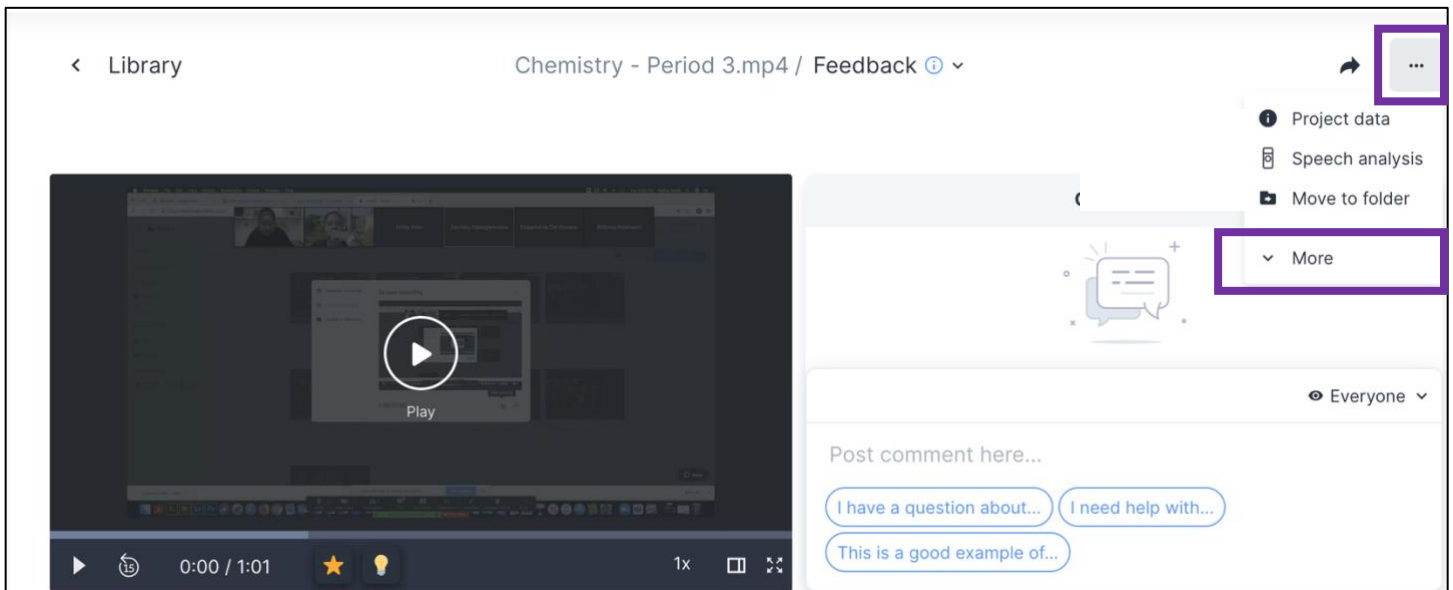 Library
Chemistry - Period 3.mp4 / Feedback
...
Project data
Speech analysis
Move to folder
More
Play
Everyone
Post comment here...
I have a question about...
I need help with...
This is a good example of...
15
0:00 / 1:01
1x